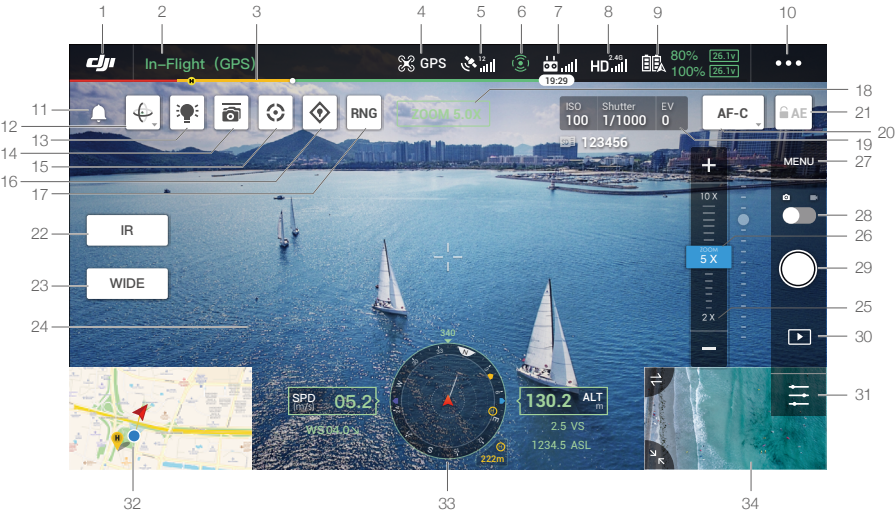 1 2 3 4 5 6 7 8 9 10
dji In-Flight (GPS) GPS 12 HD 2.4G 80% 26.1v
100% 26.1v
H 19:29
11 18
ZOOM 5.0X
RNG ISO Shutter EV AF-C AE 21
100 1/1000 0
12 20
123456 19
13
14
15
16
17
MENU 27
10 X
28
22 IR
ZOOM 26
5 X
23 WIDE 29
24 2 X 25
30
340
N
W
E
S
SPD 05.2 130.2 ALT
[m/s] m
WS 04.0 2.5 VS
1234.5 ASL
222m
H
31
32 33 34